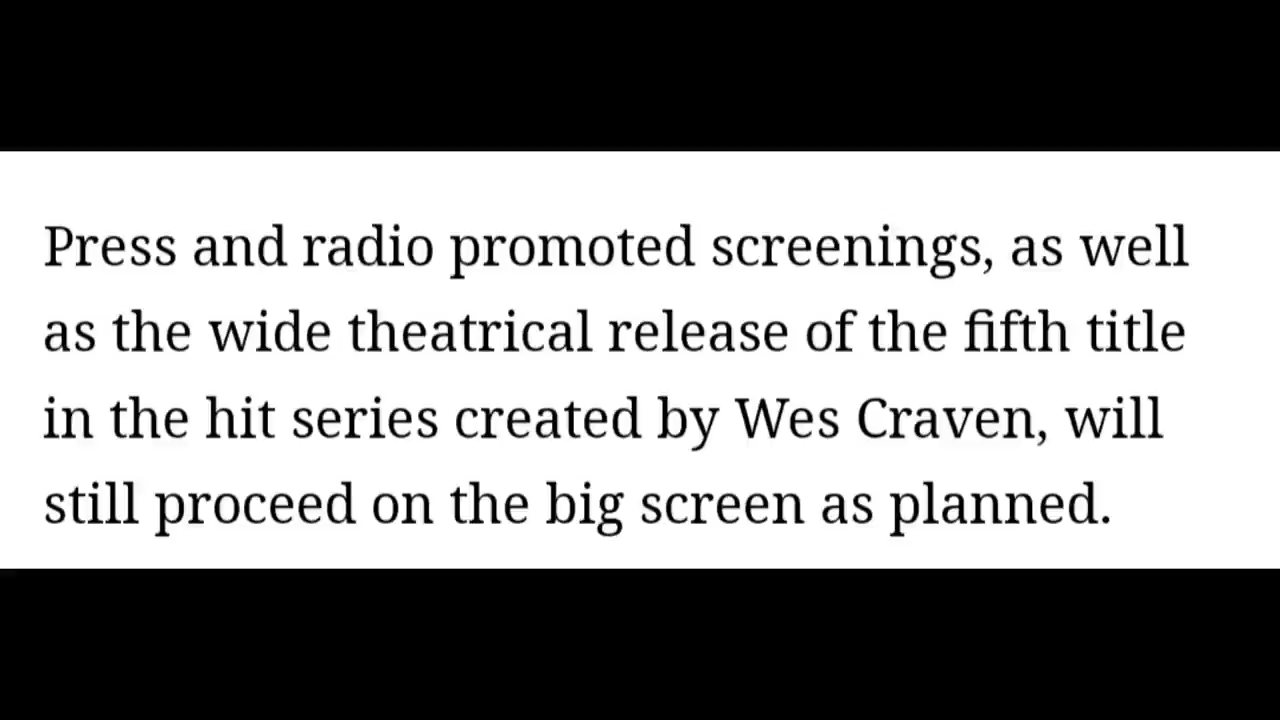 Press and radio promoted screenings, as well
as the wide theatrical release of the fifth title
in the hit series created by Wes Craven, will
still proceed on the big screen as planned.